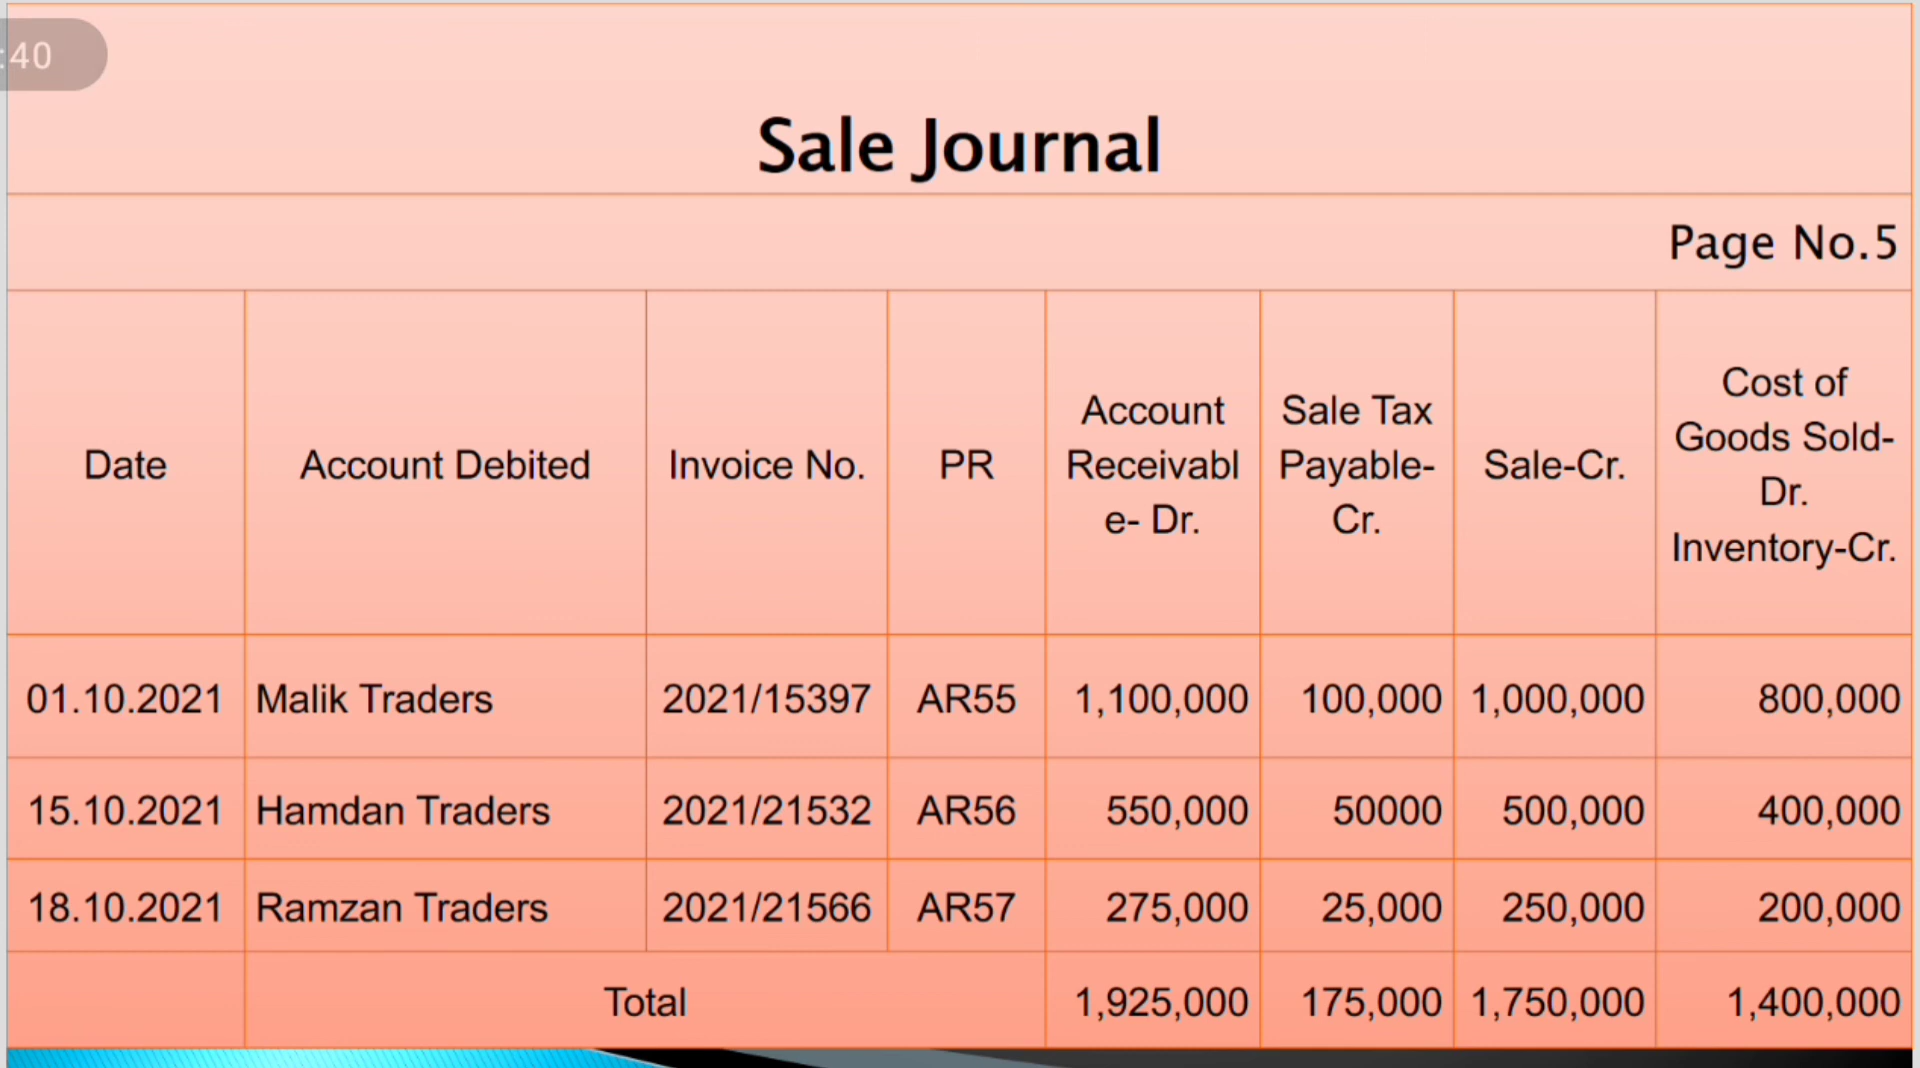 :40
Sale Journal
Page No.5
Date
Account Debited
Invoice No.
PR
Account
Receivabl
e- Dr.
Sale Tax
Payable-
Cr.
Sale-Cr.
Cost of
Goods Sold-
Dr.
Inventory-Cr.
01.10.2021 Malik Traders 2021/15397 AR55 1,100,000 100,000 1,000,000 800,000
15.10.2021 Hamdan Traders 2021/21532 AR56 550,000 50000 500,000 400,000
18.10.2021 Ramzan Traders 2021/21566 AR57 275,000 25,000 250,000 200,000
Total 1,925,000 175,000 1,750,000 1,400,000